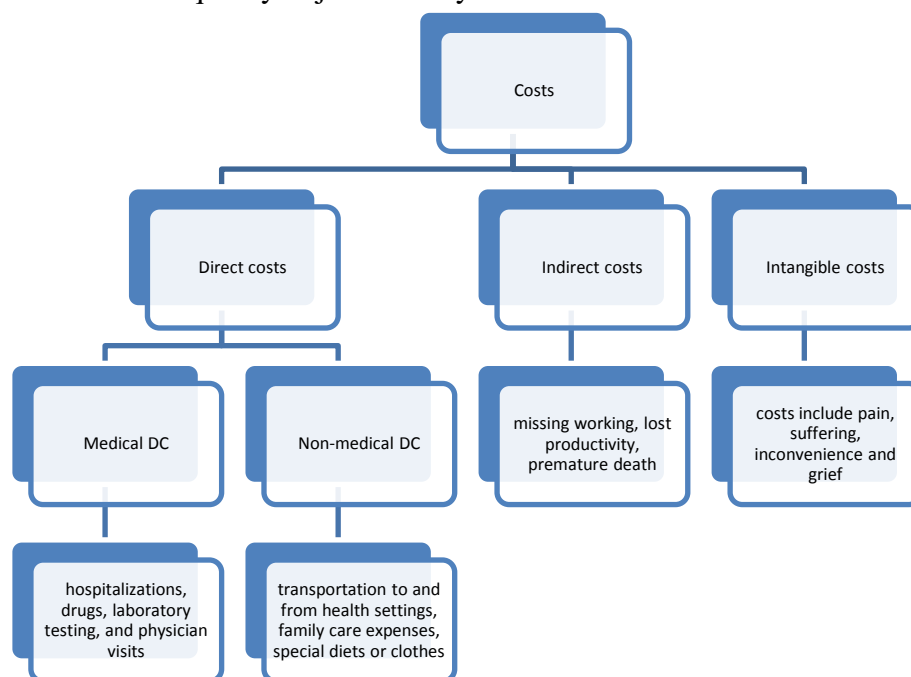 Costs
Direct costs
Indirect costs
Intangible costs
Medical DC
Non-medical DC
missing working, lost
productivity,
premature death
costs include pain,
suffering,
inconvenience and
grief
hospitalizations,
drugs, laboratory
testing, and physician
visits
transportation to and
from health settings,
family care expenses,
special diets or clothes